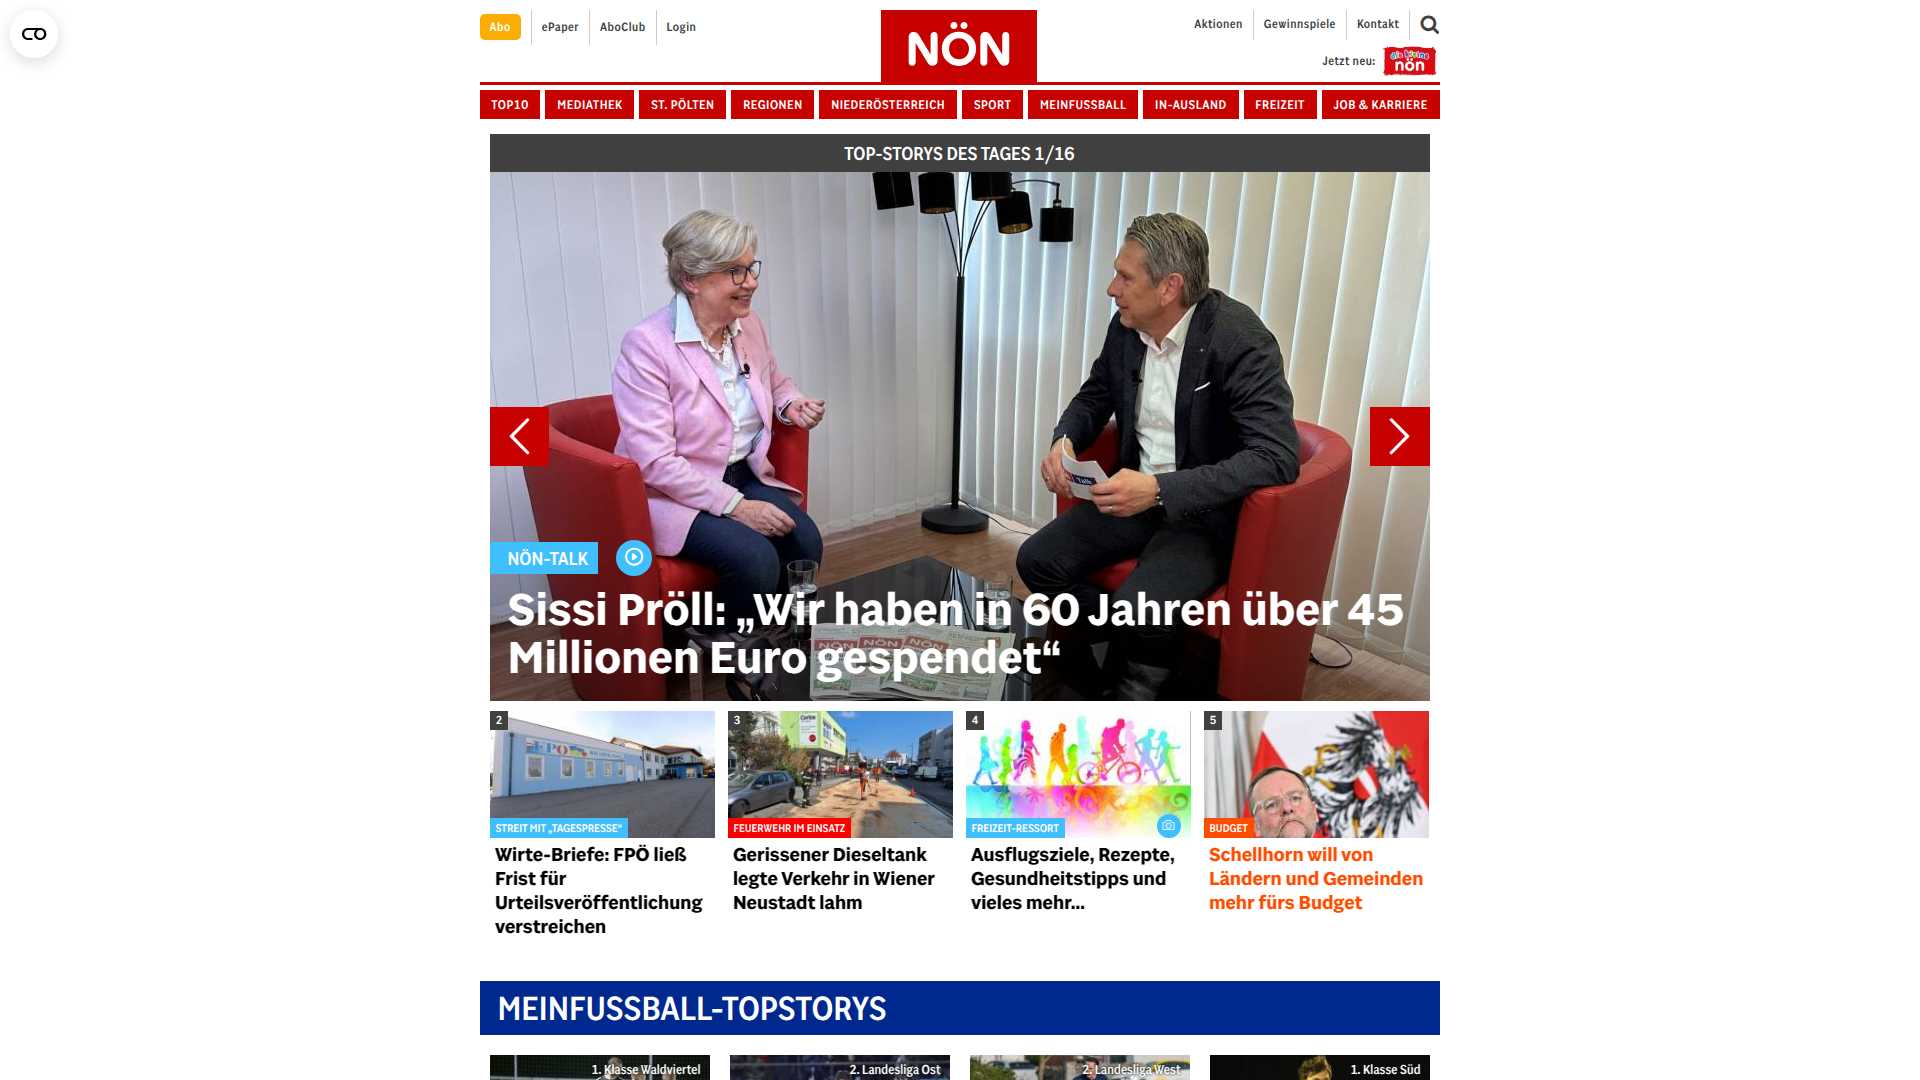 Abo
ePaper
AboClub
Login
NÖN
Aktionen
Gewinnspiele
Kontakt
Jetzt neu:
die kleine
nön
TOP10
MEDIATHEK
ST. PÖLTEN
REGIONEN
NIEDERÖSTERREICH
SPORT
MEINFUSSBALL
IN-AUSLAND
FREIZEIT
JOB & KARRIERE
TOP-STORYS DES TAGES 1/16
Talk
NÖN-TALK
Sissi Pröll: „Wir haben in 60 Jahren über 45
Millionen Euro gespendet“
NÖN NÖN NÖN
2
FPÖ
STREIT MIT „TAGESPRESSE“
Wirte-Briefe: FPÖ ließ
Frist für
Urteilsveröffentlichung
verstreichen
3
FEUERWEHR IM EINSATZ
Gerissener Dieseltank
legte Verkehr in Wiener
Neustadt lahm
4
FREIZEIT-RESSORT
Ausflugsziele, Rezepte,
Gesundheitstipps und
vieles mehr...
5
BUDGET
Schellhorn will von
Ländern und Gemeinden
mehr fürs Budget
MEINFUSSBALL-TOPSTORYS
1. Klasse Waldviertel
2. Landesliga Ost
2. Landesliga West
1. Klasse Süd